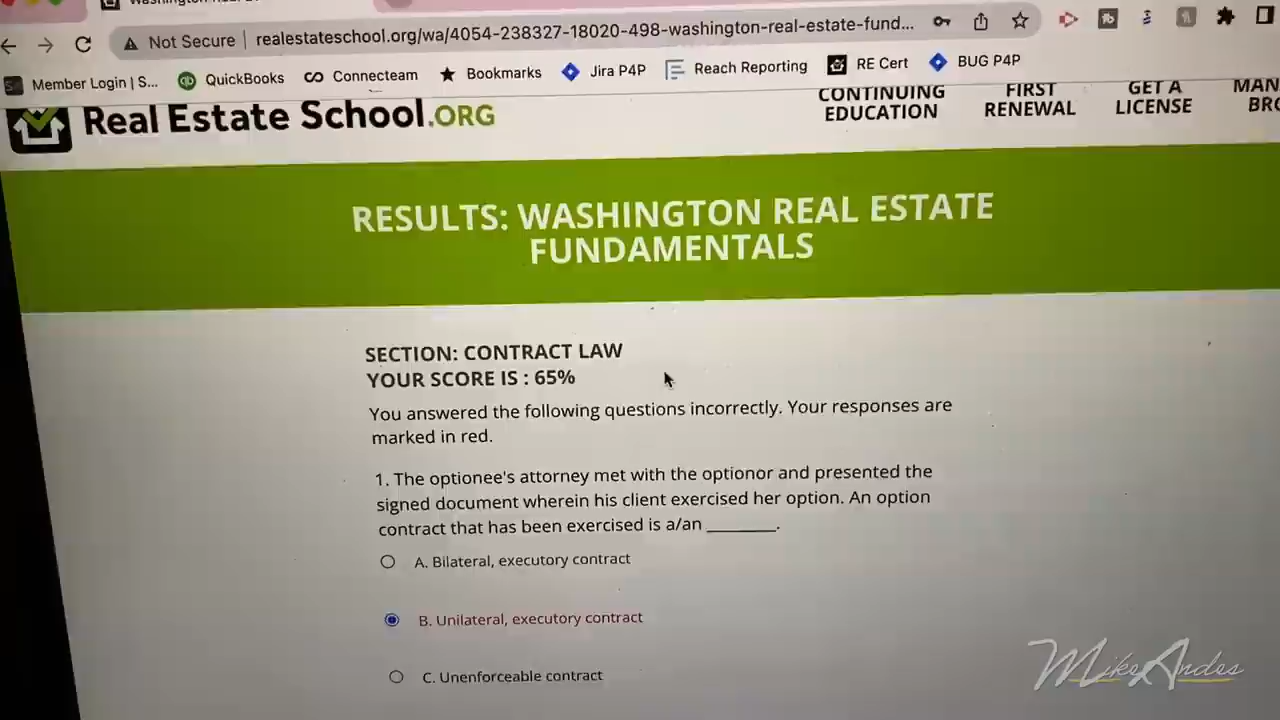 Not Secure
realestateschool.org/wa/4054-238327-18020-498-washington-real-estate-fund...
Member Login | S...
QuickBooks
Connecteam
Bookmarks
Jira P4P
Reach Reporting
RE Cert
BUG P4P
Real Estate School.ORG
CONTINUING
EDUCATION
FIRST
RENEWAL
GET A
LICENSE
RESULTS: WASHINGTON REAL ESTATE
FUNDAMENTALS
SECTION: CONTRACT LAW
YOUR SCORE IS : 65%
You answered the following questions incorrectly. Your responses are
marked in red.
1. The optionee's attorney met with the optionor and presented the
signed document wherein his client exercised her option. An option
contract that has been exercised is a/an ________.
A. Bilateral, executory contract
B. Unilateral, executory contract
C. Unenforceable contract
MikeAndes